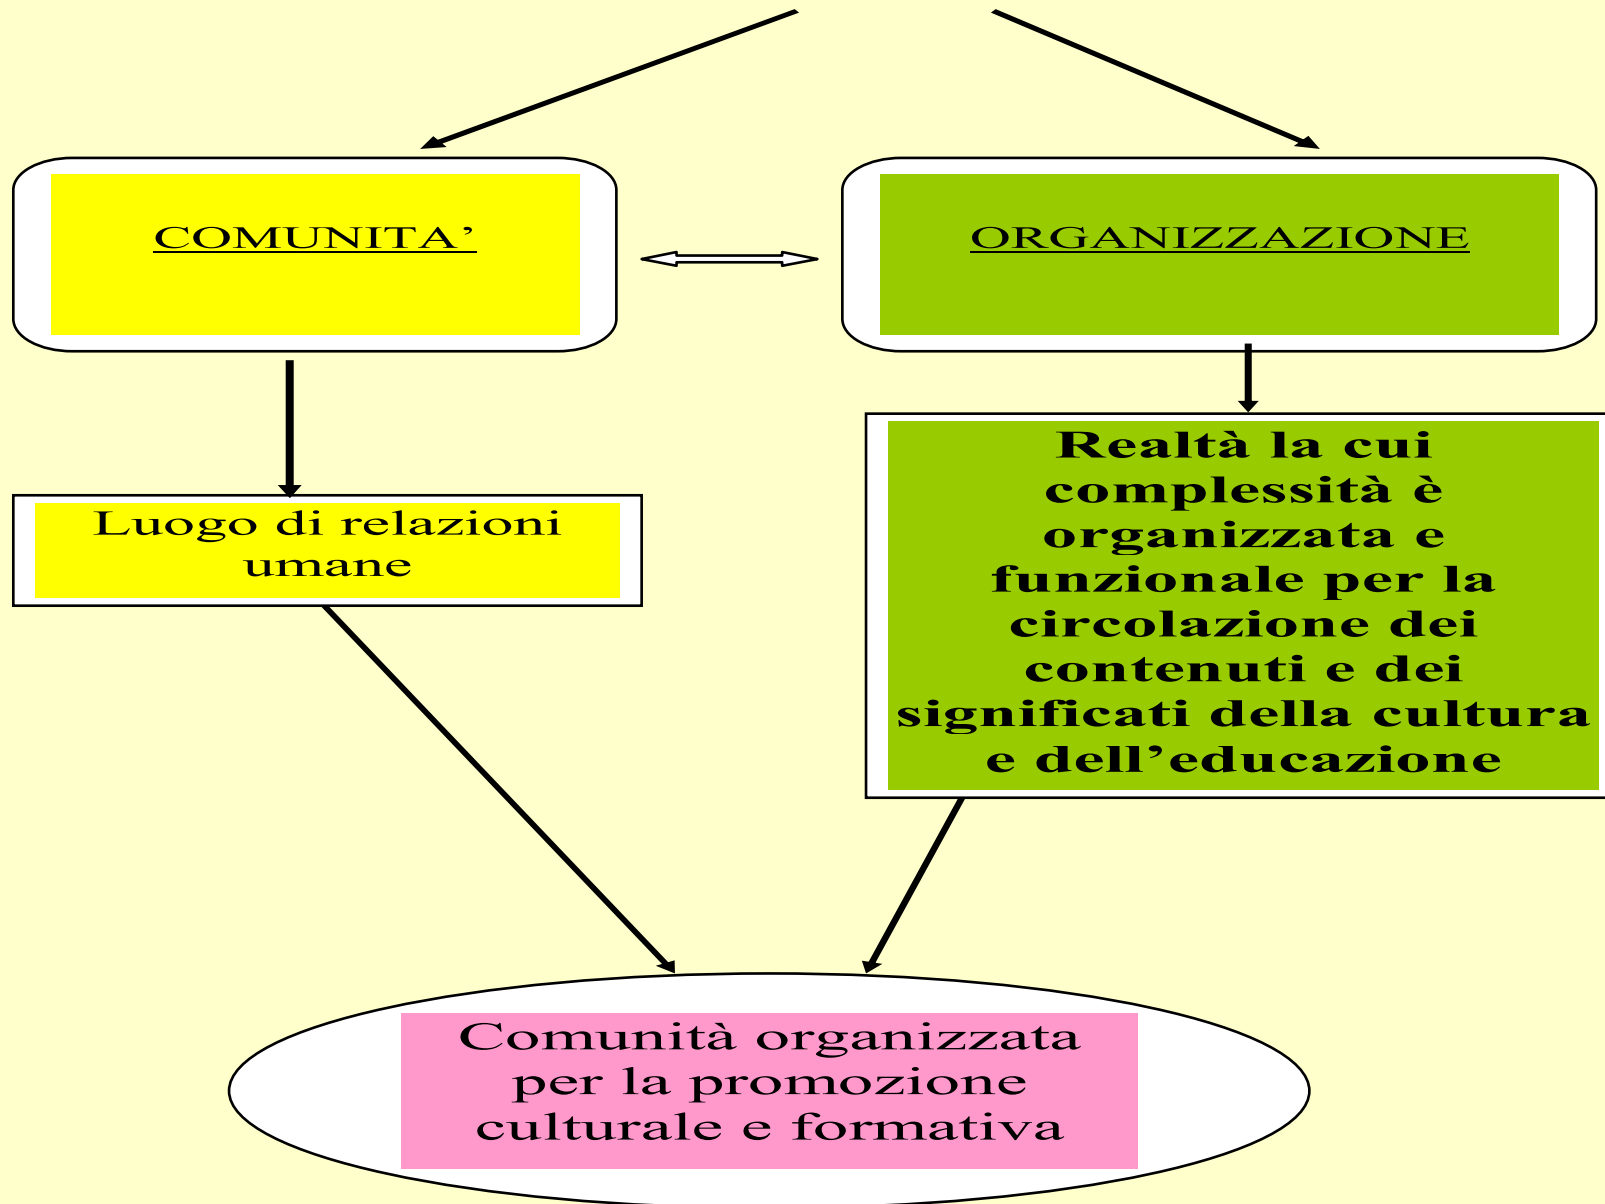 COMUNITA’
ORGANIZZAZIONE
Luogo di relazioni
umane
Realtà la cui
complessità è
organizzata e
funzionale per la
circolazione dei
contenuti e dei
significati della cultura
e dell’educazione
Comunità organizzata
per la promozione
culturale e formativa